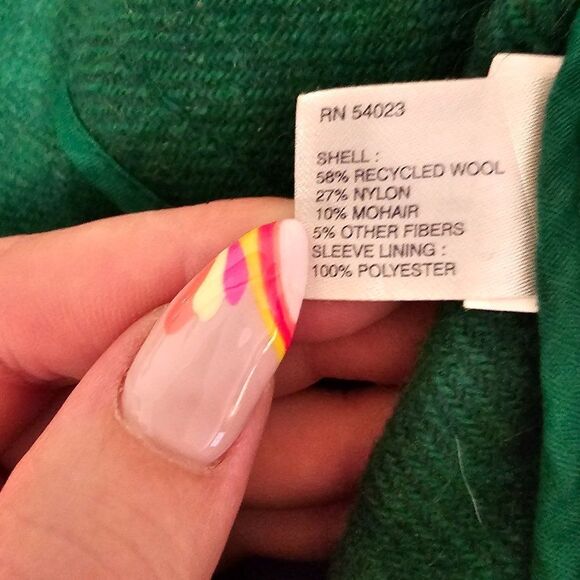 RN 54023
SHELL :
58% RECYCLED WOOL
27% NYLON
10% MOHAIR
5% OTHER FIBERS
SLEEVE LINING :
100% POLYESTER